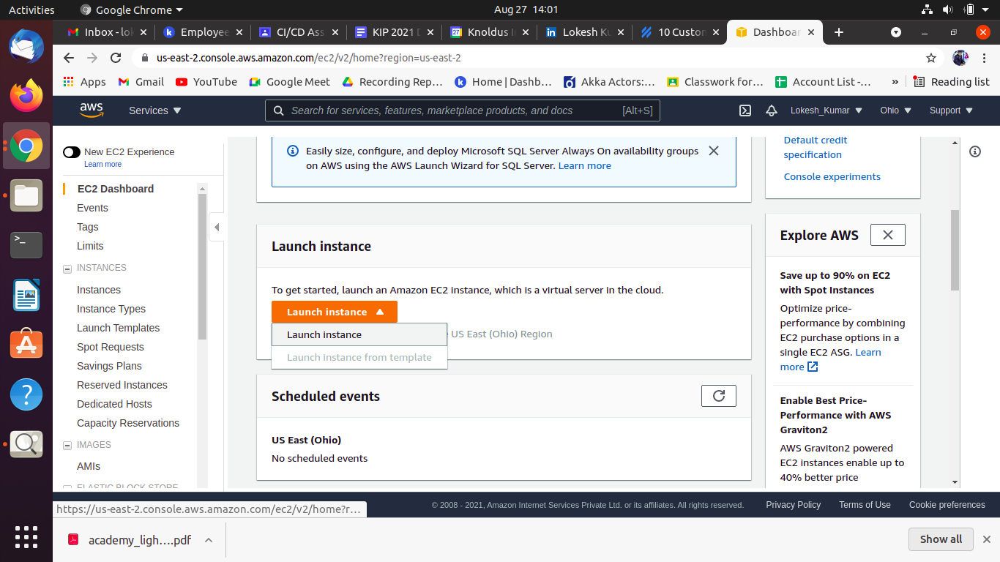 Activities
Google Chrome
Aug 27 14:01
Inbox - lo
Employee
CI/CD Ass
KIP 2021 D
27
Knoldus I
in
Lokesh Ku
10 Custon
Dashboar
us-east-2.console.aws.amazon.com/ec2/v2/home?region=us-east-2
Apps
Gmail
YouTube
Google Meet
Recording Rep…
Home | Dashb…
Akka Actors:…
Classwork for…
Account List -…
»
Reading list
aws
Services
Search for services, features, marketplace products, and docs
[Alt+S]
Lokesh_Kumar
Ohio
Support
New EC2 Experience
Learn more
EC2 Dashboard
Events
Tags
Limits
INSTANCES
Instances
Instance Types
Launch Templates
Spot Requests
Savings Plans
Reserved Instances
Dedicated Hosts
Capacity Reservations
IMAGES
AMIs
ELASTIC BLOCK STORE
Easily size, configure, and deploy Microsoft SQL Server Always On availability groups
on AWS using the AWS Launch Wizard for SQL Server. Learn more
Launch instance
To get started, launch an Amazon EC2 instance, which is a virtual server in the cloud.
Launch instance
Launch instance
US East (Ohio) Region
Launch instance from template
Scheduled events
US East (Ohio)
No scheduled events
Default credit
specification
Console experiments
Explore AWS
Save up to 90% on EC2
with Spot Instances
Optimize price-
performance by combining
EC2 purchase options in a
single EC2 ASG. Learn
more
Enable Best Price-
Performance with AWS
Graviton2
AWS Graviton2 powered
EC2 instances enable up to
40% better price
https://us-east-2.console.aws.amazon.com/ec2/v2/home?r…
© 2008 - 2021, Amazon Internet Services Private Ltd. or its affiliates. All rights reserved.
Privacy Policy
Terms of Use
Cookie preferences
academy_ligh….pdf
Show all